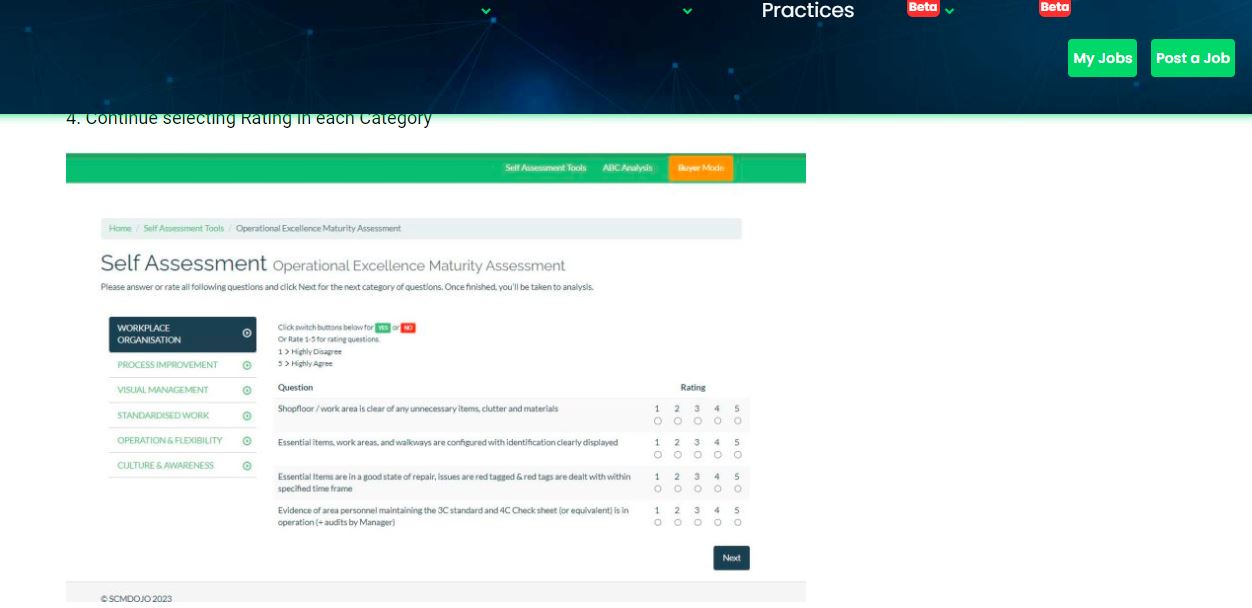 Practices
Beta
Beta
My Jobs
Post a Job
4. Continue selecting Rating in each Category
Self Assessment Tools
ABC Analysis
Buyer Mode
Home / Self Assessment Tools / Operational Excellence Maturity Assessment
Self Assessment Operational Excellence Maturity Assessment
Please answer or rate all following questions and click Next for the next category of questions. Once finished, you'll be taken to analysis.
WORKPLACE
ORGANISATION
PROCESS IMPROVEMENT
VISUAL MANAGEMENT
STANDARDISED WORK
OPERATION & FLEXIBILITY
CULTURE & AWARENESS
Click switch buttons below for YES or NO
Or Rate 1-5 for rating questions.
1 > Highly Disagree
5 > Highly Agree
Question Rating
Shopfloor / work area is clear of any unnecessary items, clutter and materials 1 2 3 4 5
Essential items, work areas, and walkways are configured with identification clearly displayed 1 2 3 4 5
Essential Items are in a good state of repair, issues are red tagged & red tags are dealt with within 1 2 3 4 5
specified time frame
Evidence of area personnel maintaining the 3C standard and 4C Check sheet (or equivalent) is in 1 2 3 4 5
operation (+ audits by Manager)
Next
© SCMDOJO 2023